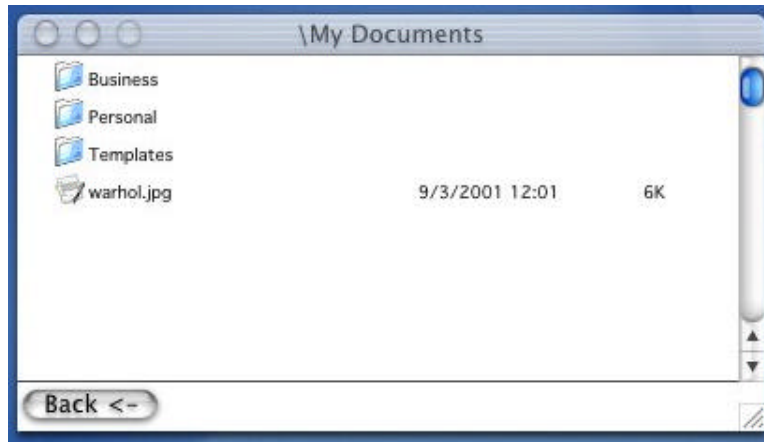 \My Documents
Business
Personal
Templates
warhol.jpg 9/3/2001 12:01 6K
Back <-